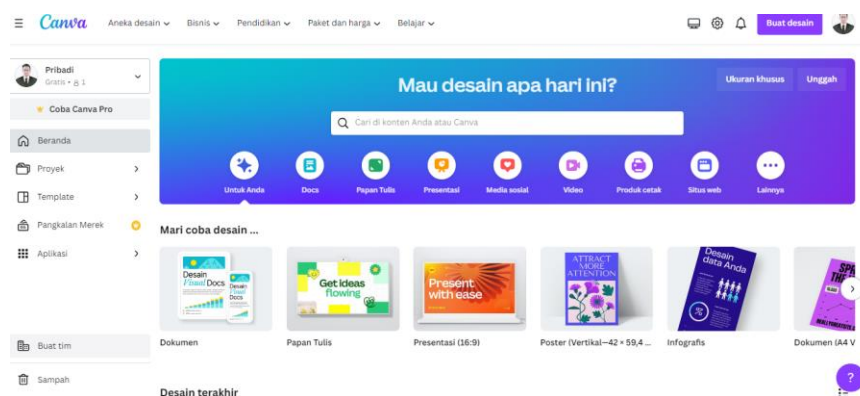 Canva Aneka desain Bisnis Pendidikan Paket dan harga Belajar Buat desain
Pribadi
Gratis • 1
Coba Canva Pro
Beranda
Proyek
Template
Pangkalan Merek
Aplikasi
Buat tim
Sampah
Mau desain apa hari ini?
Ukuran khusus Unggah
Cari di konten Anda atau Canva
Untuk Anda Docs Papan Tulis Presentasi Media sosial Video Produk cetak Situs web Lainnya
Mari coba desain ...
Desain
Visual Docs
Desain
Visual
Docs
Get ideas
flowing
Present
with ease
ATTRACT
MORE
ATTENTION
Desain
data Anda
Dokumen Papan Tulis Presentasi (16:9) Poster (Vertikal—42 × 59,4 ... Infografis Dokumen (A4 V
Desain terakhir
?